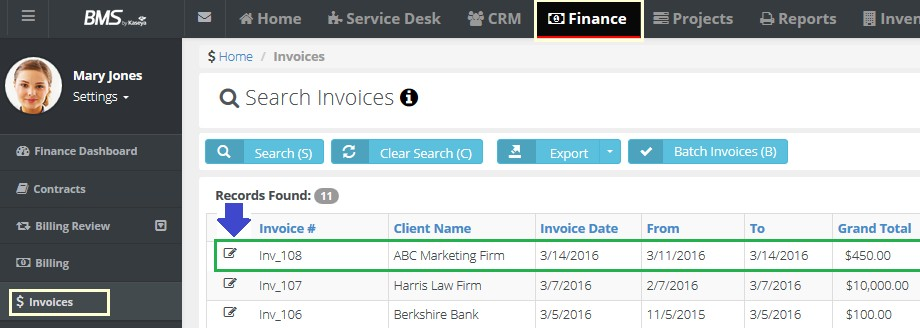 BMS by Kaseya
Home
Service Desk
CRM
Finance
Projects
Reports
Mary Jones
Settings
$ Home / Invoices
Search Invoices
Finance Dashboard
Contracts
Billing Review
Billing
$ Invoices
Search (S)
Clear Search (C)
Export
Batch Invoices (B)
Records Found: 11
Invoice # Client Name Invoice Date From To Grand Total
Inv_108 ABC Marketing Firm 3/14/2016 3/11/2016 3/14/2016 $450.00
Inv_107 Harris Law Firm 3/7/2016 2/7/2016 3/7/2016 $10,000.00
Inv_106 Berkshire Bank 3/5/2016 11/5/2015 3/5/2016 $100.00